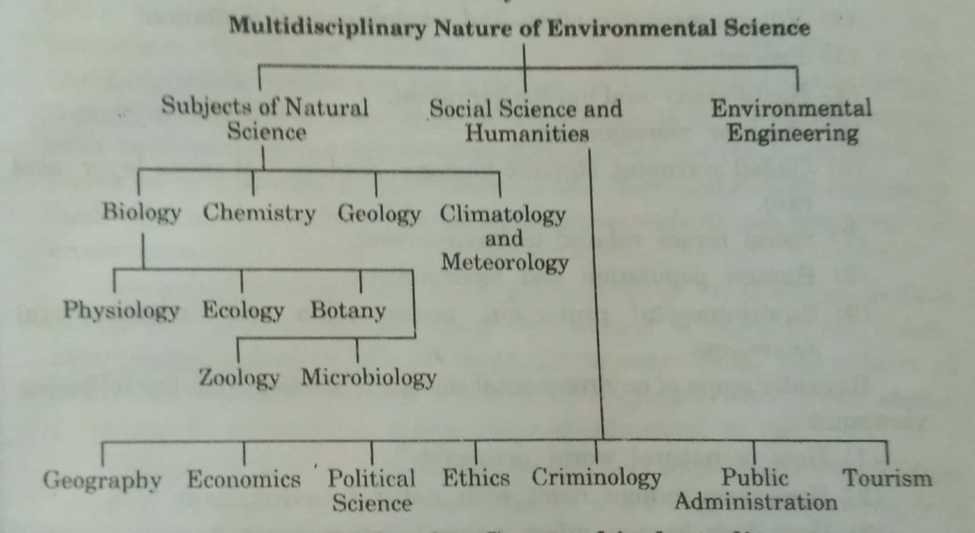 Multidisciplinary Nature of Environmental Science
Subjects of Natural
Science
Social Science and
Humanities
Environmental
Engineering
Biology
Chemistry
Geology
Climatology
and
Meteorology
Physiology
Ecology
Botany
Zoology
Microbiology
Geography
Economics
Political
Science
Ethics
Criminology
Public
Administration
Tourism